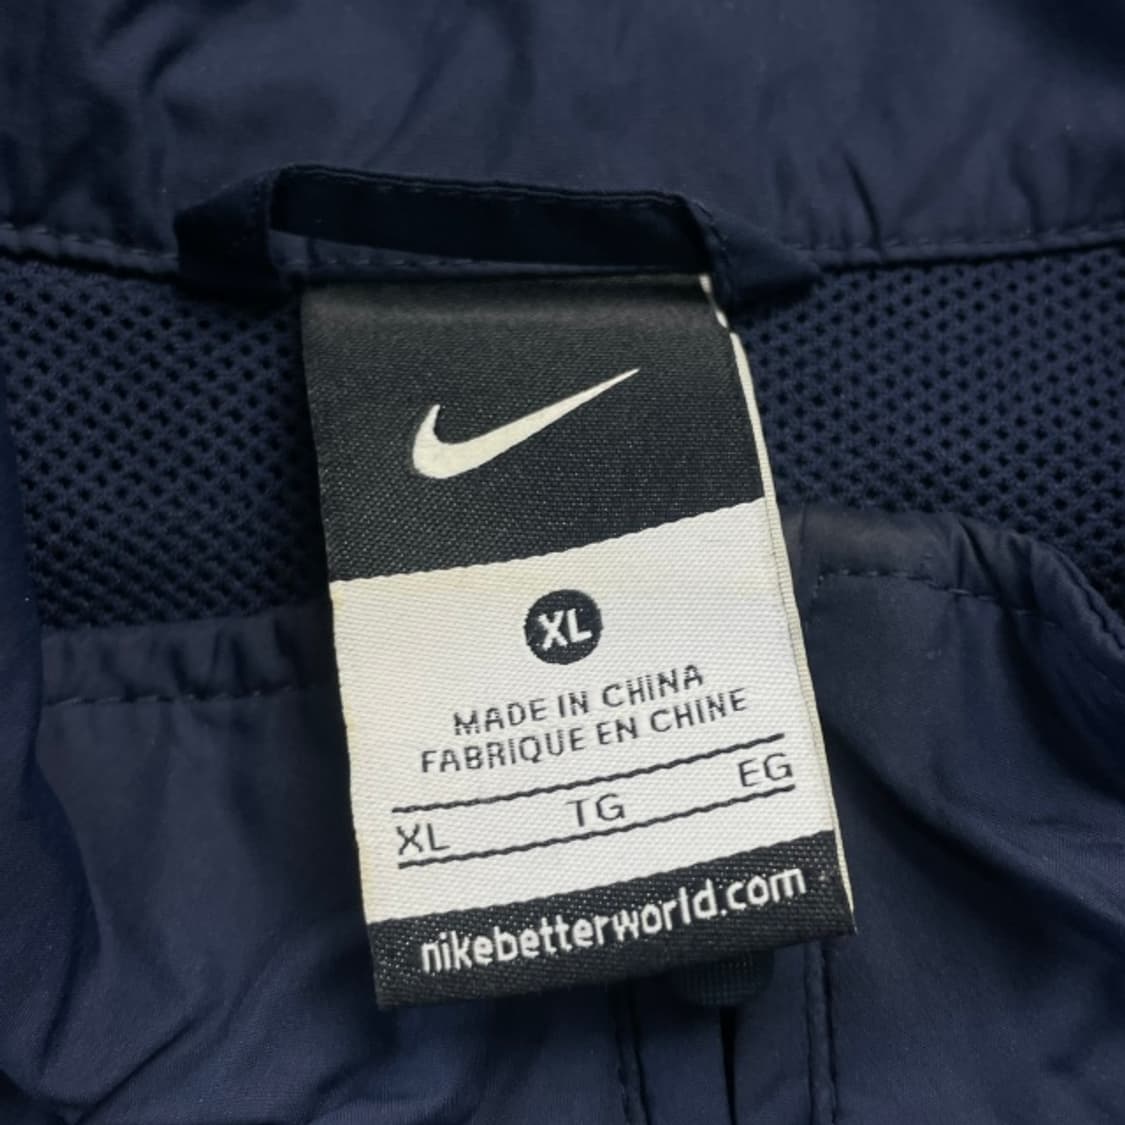 XL
MADE IN CHINA
FABRIQUE EN CHINE
XL TG EG
nikebetterworld.com